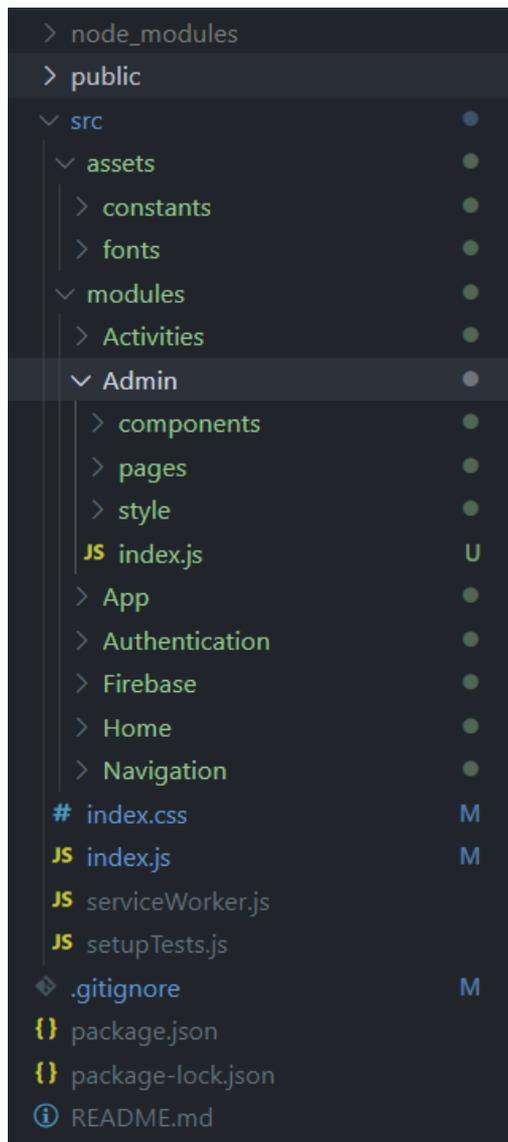 node_modules
public
src
assets
constants
fonts
modules
Activities
Admin
components
pages
style
JS index.js U
App
Authentication
Firebase
Home
Navigation
# index.css M
JS index.js M
JS serviceWorker.js
JS setupTests.js
.gitignore M
{} package.json
{} package-lock.json
README.md